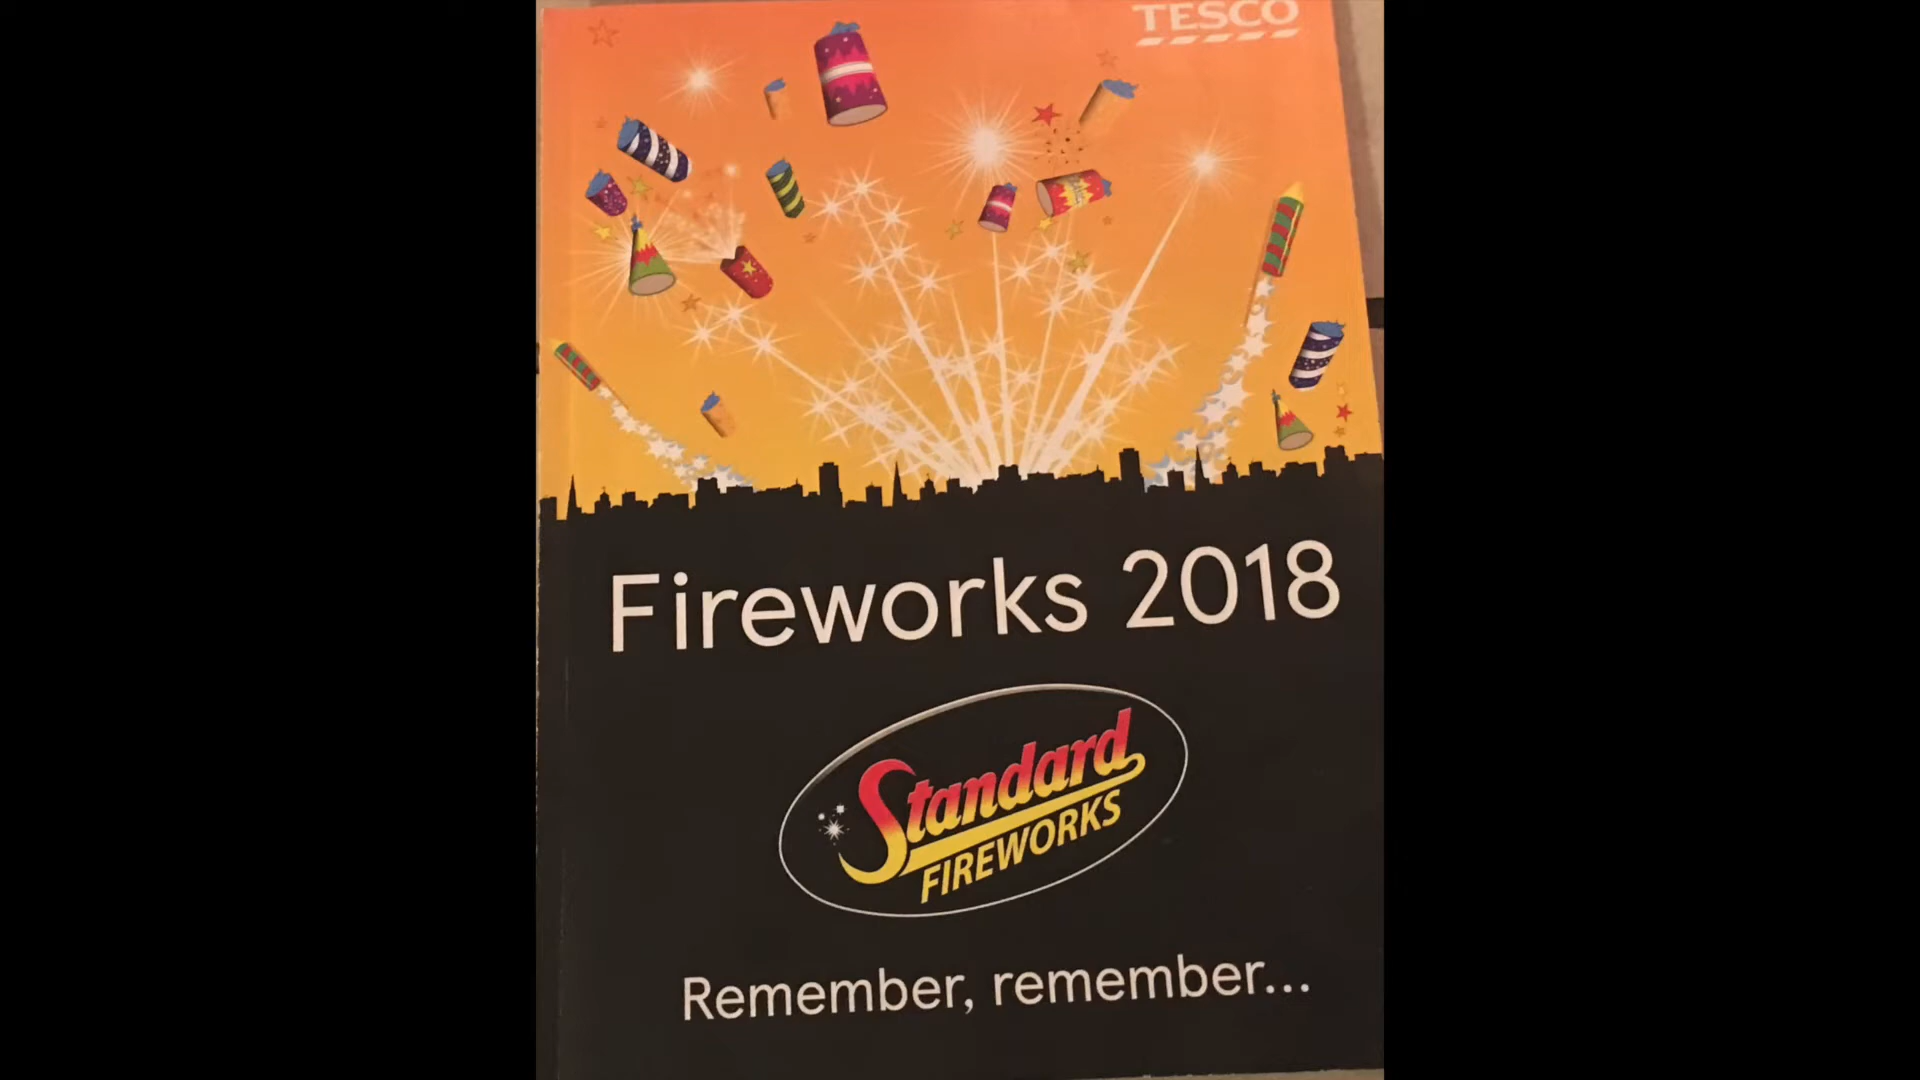 TESCO
Fireworks 2018
Standard
FIREWORKS
Remember, remember...